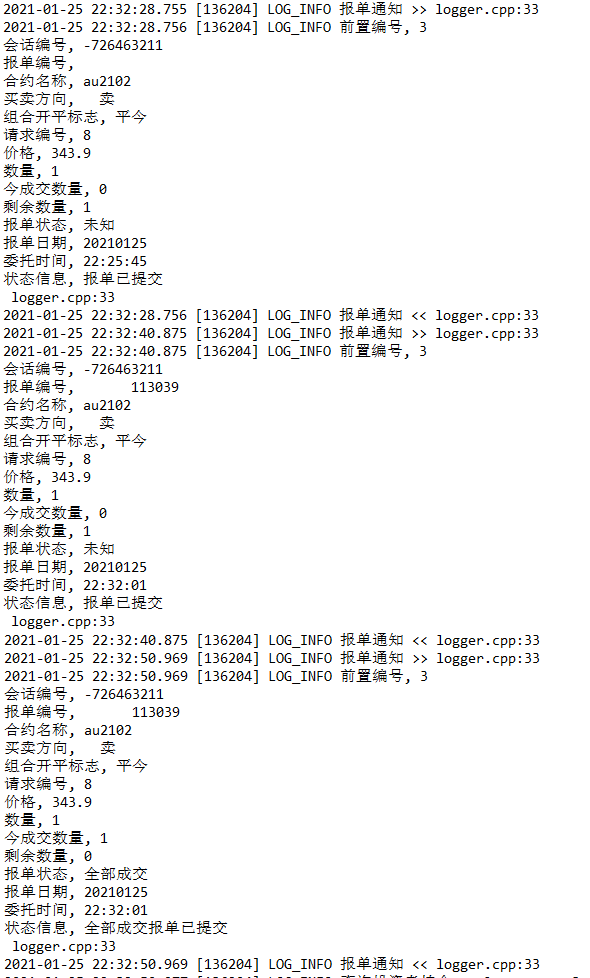 2021-01-25 22:32:28.755 [136204] LOG_INFO 报单通知 >> logger.cpp:33
2021-01-25 22:32:28.756 [136204] LOG_INFO 前置编号, 3
会话编号, -726463211
报单编号,
合约名称, au2102
买卖方向,   卖
组合开平标志, 平今
请求编号, 8
价格, 343.9
数量, 1
今成交数量, 0
剩余数量, 1
报单状态, 未知
报单日期, 20210125
委托时间, 22:25:45
状态信息, 报单已提交
 logger.cpp:33
2021-01-25 22:32:28.756 [136204] LOG_INFO 报单通知 << logger.cpp:33
2021-01-25 22:32:40.875 [136204] LOG_INFO 报单通知 >> logger.cpp:33
2021-01-25 22:32:40.875 [136204] LOG_INFO 前置编号, 3
会话编号, -726463211
报单编号,       113039
合约名称, au2102
买卖方向,   卖
组合开平标志, 平今
请求编号, 8
价格, 343.9
数量, 1
今成交数量, 0
剩余数量, 1
报单状态, 未知
报单日期, 20210125
委托时间, 22:32:01
状态信息, 报单已提交
 logger.cpp:33
2021-01-25 22:32:40.875 [136204] LOG_INFO 报单通知 << logger.cpp:33
2021-01-25 22:32:50.969 [136204] LOG_INFO 报单通知 >> logger.cpp:33
2021-01-25 22:32:50.969 [136204] LOG_INFO 前置编号, 3
会话编号, -726463211
报单编号,       113039
合约名称, au2102
买卖方向,   卖
组合开平标志, 平今
请求编号, 8
价格, 343.9
数量, 1
今成交数量, 1
剩余数量, 0
报单状态, 全部成交
报单日期, 20210125
委托时间, 22:32:01
状态信息, 全部成交报单已提交
 logger.cpp:33
2021-01-25 22:32:50.969 [136204] LOG_INFO 报单通知 << logger.cpp:33